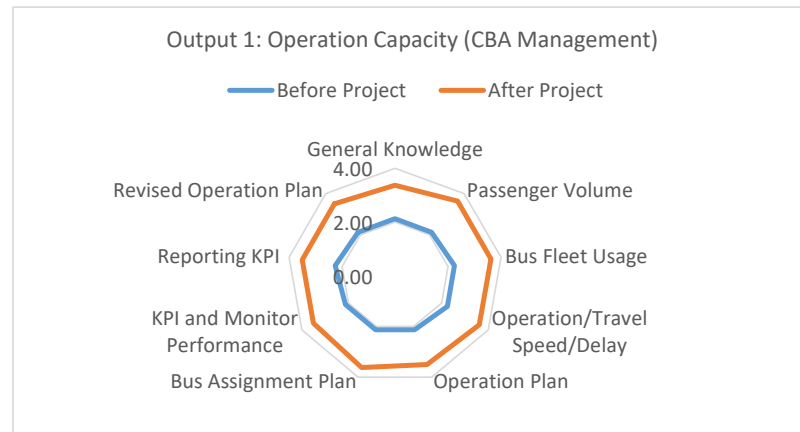 Output 1: Operation Capacity (CBA Management)
Before Project
After Project
General Knowledge
4.00
Revised Operation Plan
Passenger Volume
2.00
Reporting KPI
Bus Fleet Usage
0.00
KPI and Monitor
Performance
Operation/Travel
Speed/Delay
Bus Assignment Plan
Operation Plan